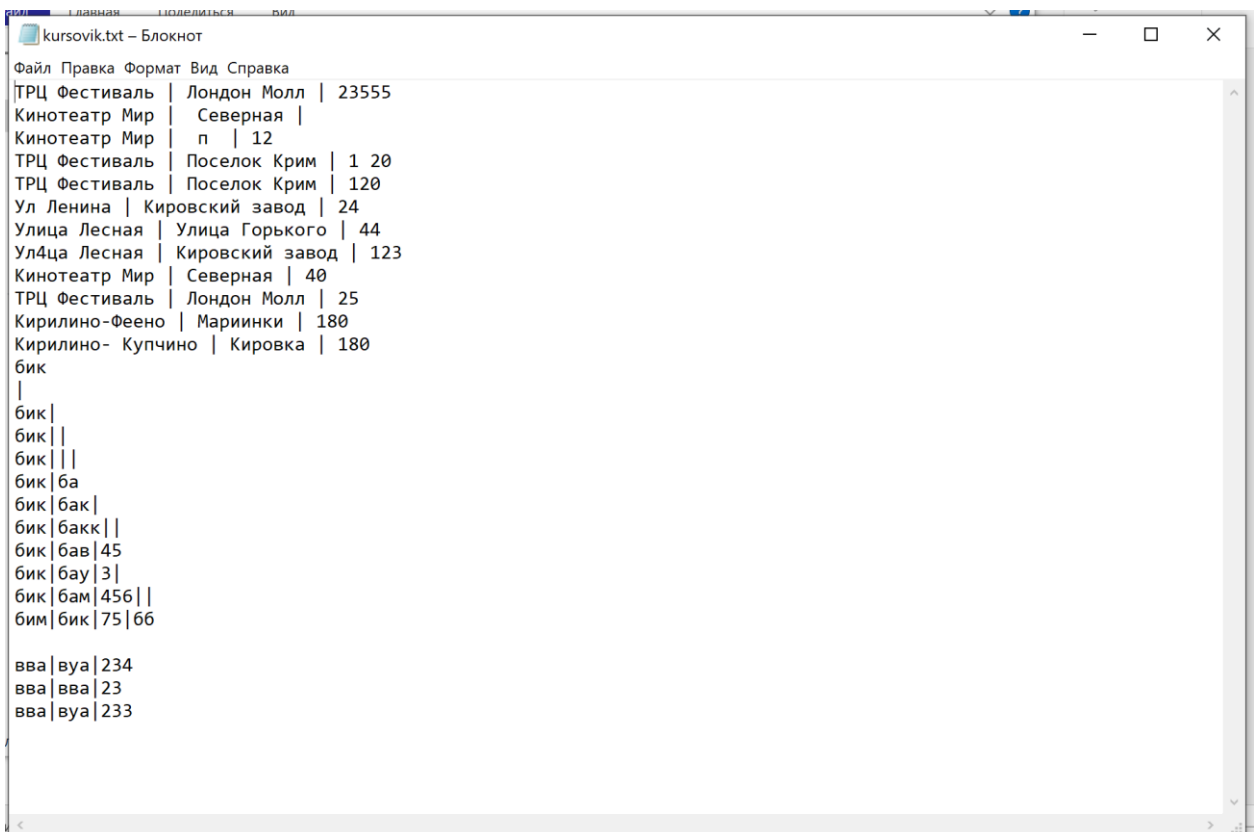 Главная Поделиться Вид
kursovik.txt – Блокнот
Файл Правка Формат Вид Справка
ТРЦ Фестиваль | Лондон Молл | 23555
Кинотеатр Мир |  Северная |
Кинотеатр Мир |  п  | 12
ТРЦ Фестиваль | Поселок Крим | 1 20
ТРЦ Фестиваль | Поселок Крим | 120
Ул Ленина | Кировский завод | 24
Улица Лесная | Улица Горького | 44
Ул4ца Лесная | Кировский завод | 123
Кинотеатр Мир | Северная | 40
ТРЦ Фестиваль | Лондон Молл | 25
Кирилино-Феено | Мариинки | 180
Кирилино- Купчино | Кировка | 180
бик
|
бик|
бик||
бик|||
бик|ба
бик|бак|
бик|бакк||
бик|бав|45
бик|бау|3|
бик|бам|456||
бим|бик|75|66
вва|вуа|234
вва|вва|23
вва|вуа|233